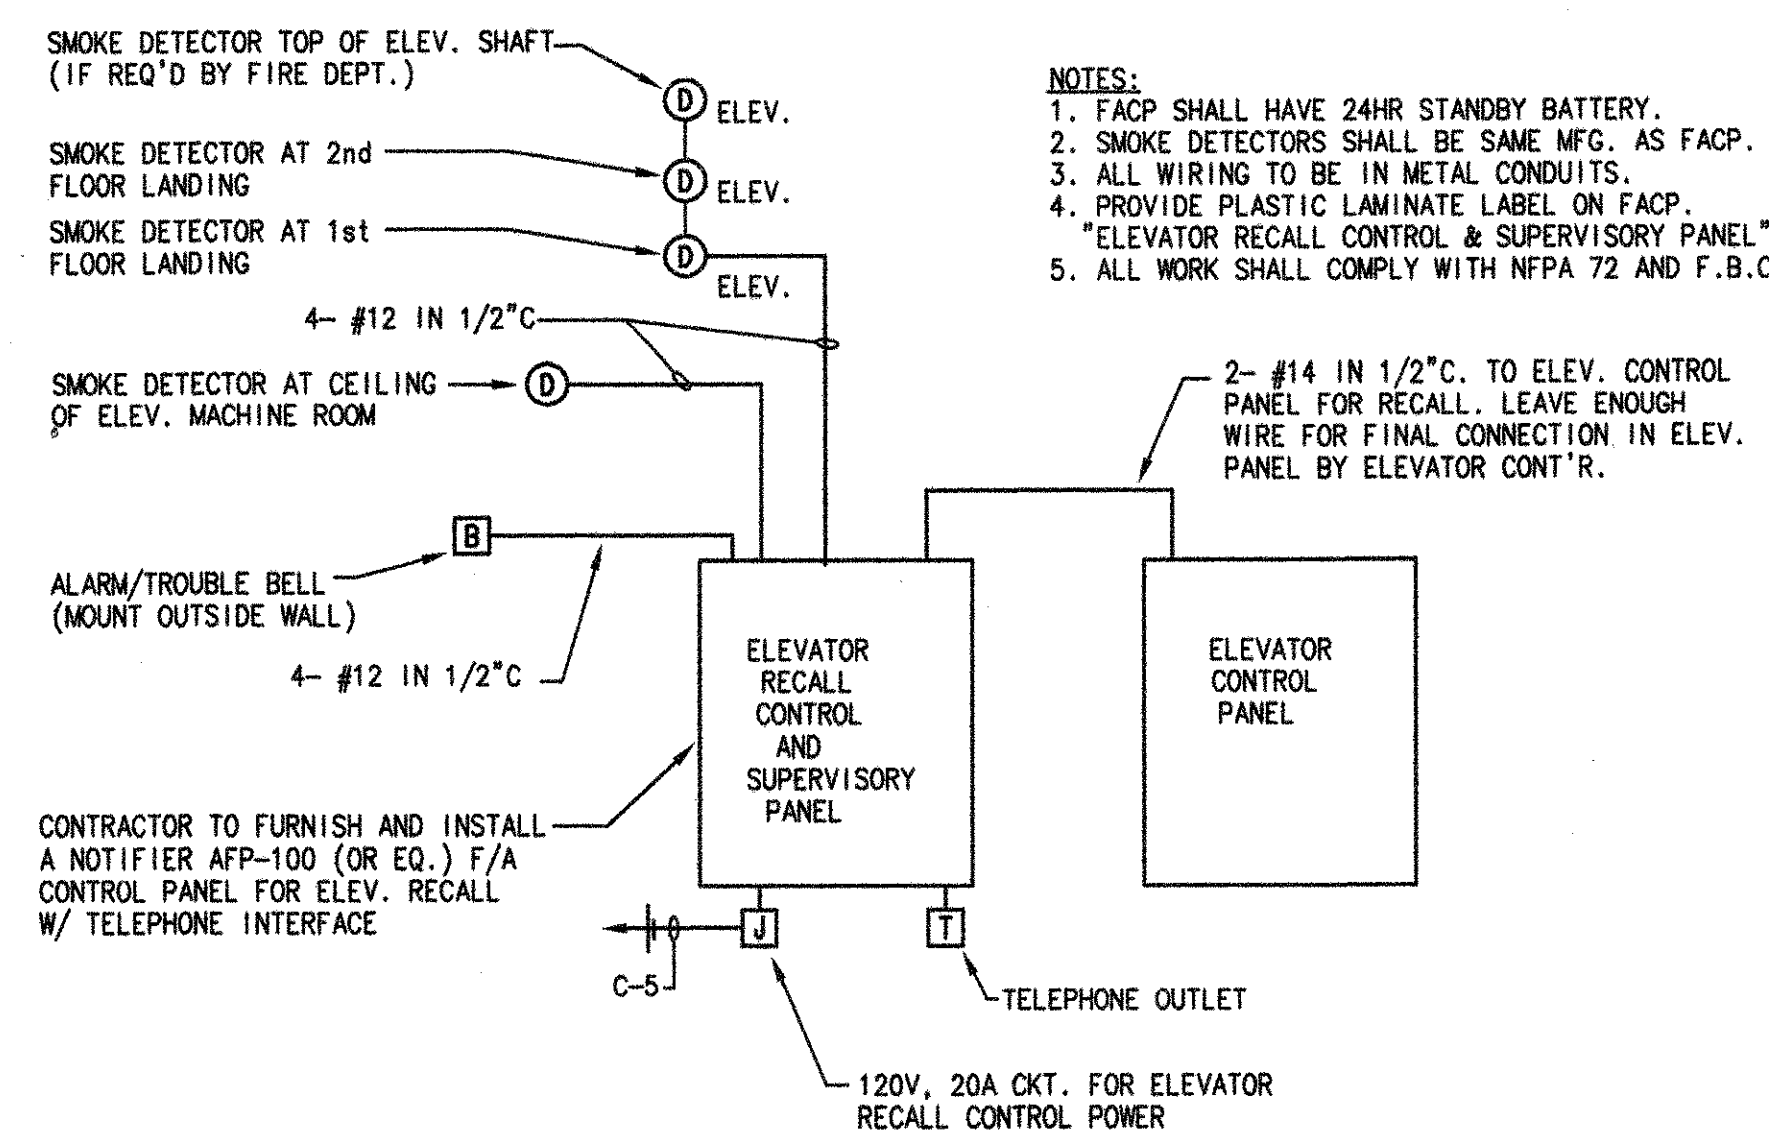 SMOKE DETECTOR TOP OF ELEV. SHAFT
(IF REQ'D BY FIRE DEPT.)
D
ELEV.
SMOKE DETECTOR AT 2nd
FLOOR LANDING
D
ELEV.
SMOKE DETECTOR AT 1st
FLOOR LANDING
D
ELEV.
NOTES:
1. FACP SHALL HAVE 24HR STANDBY BATTERY.
2. SMOKE DETECTORS SHALL BE SAME MFG. AS FACP.
3. ALL WIRING TO BE IN METAL CONDUITS.
4. PROVIDE PLASTIC LAMINATE LABEL ON FACP.
"ELEVATOR RECALL CONTROL & SUPERVISORY PANEL"
5. ALL WORK SHALL COMPLY WITH NFPA 72 AND F.B.C
4- #12 IN 1/2"C
SMOKE DETECTOR AT CEILING
OF ELEV. MACHINE ROOM
D
2- #14 IN 1/2"C. TO ELEV. CONTROL
PANEL FOR RECALL. LEAVE ENOUGH
WIRE FOR FINAL CONNECTION IN ELEV.
PANEL BY ELEVATOR CONT'R.
B
ALARM/TROUBLE BELL
(MOUNT OUTSIDE WALL)
4- #12 IN 1/2"C
ELEVATOR
RECALL
CONTROL
AND
SUPERVISORY
PANEL
ELEVATOR
CONTROL
PANEL
CONTRACTOR TO FURNISH AND INSTALL
A NOTIFIER AFP-100 (OR EQ.) F/A
CONTROL PANEL FOR ELEV. RECALL
W/ TELEPHONE INTERFACE
J
T
C-5
TELEPHONE OUTLET
120V, 20A CKT. FOR ELEVATOR
RECALL CONTROL POWER